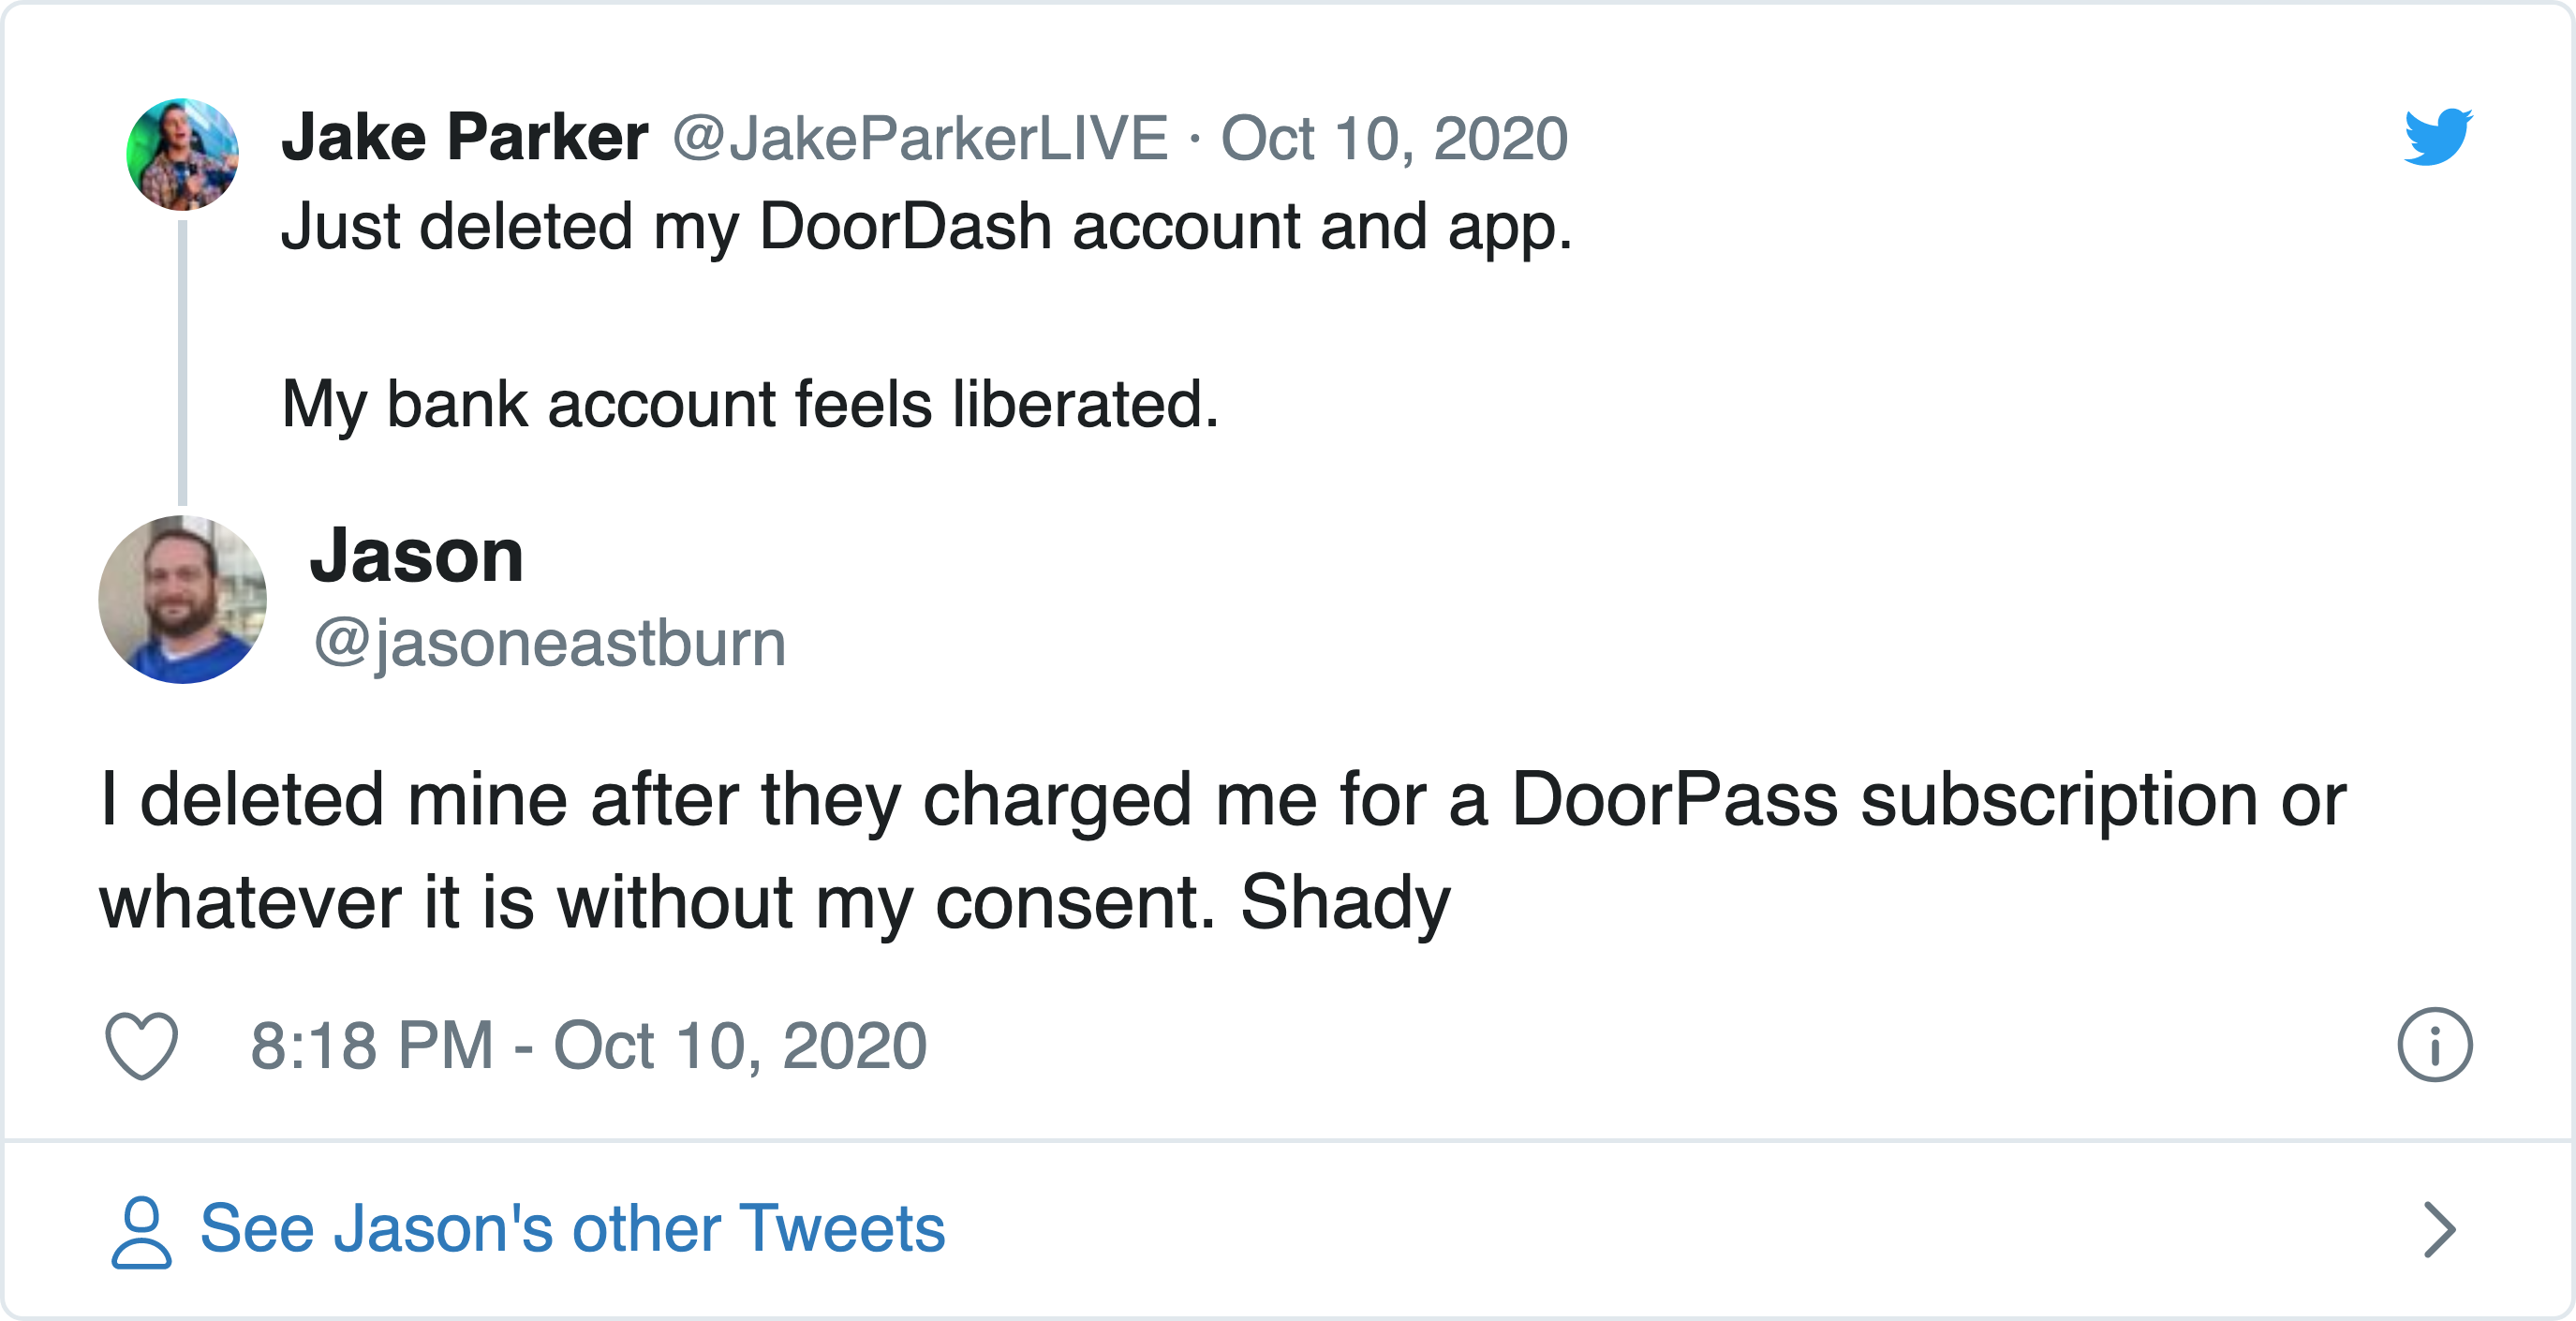 Jake Parker @JakeParkerLIVE · Oct 10, 2020
Just deleted my DoorDash account and app.
My bank account feels liberated.
Jason
@jasoneastburn
I deleted mine after they charged me for a DoorPass subscription or
whatever it is without my consent. Shady
8:18 PM - Oct 10, 2020
See Jason's other Tweets